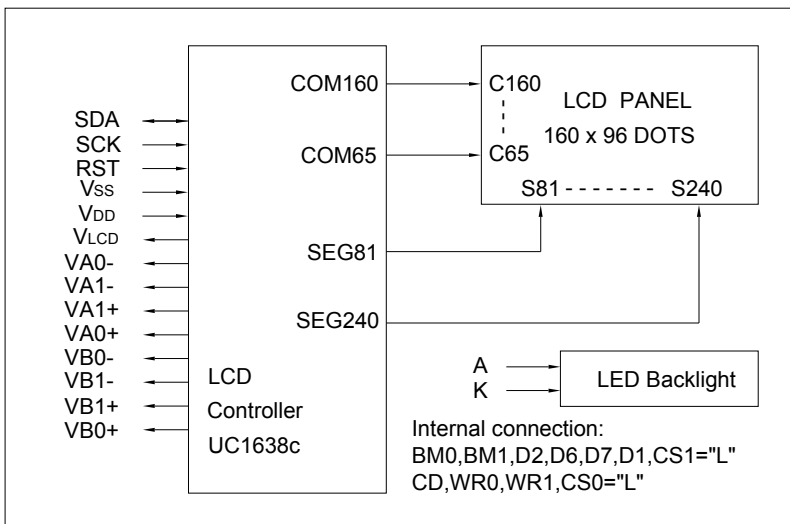 COM160
C160
LCD PANEL
160 x 96 DOTS
COM65
C65
S81 - - - - - - - S240
SDA
SCK
RST
VSS
VDD
VLCD
VA0-
VA1-
VA1+
VA0+
VB0-
VB1-
VB1+
VB0+
SEG81
SEG240
LCD
Controller
UC1638c
A
K
LED Backlight
Internal connection:
BM0,BM1,D2,D6,D7,D1,CS1="L"
CD,WR0,WR1,CS0="L"